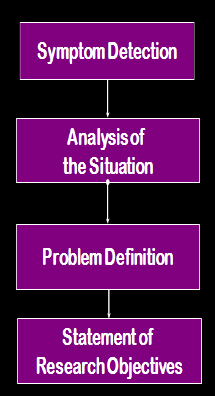 Symptom Detection
Analysis of
the Situation
Problem Definition
Statement of
Research Objectives